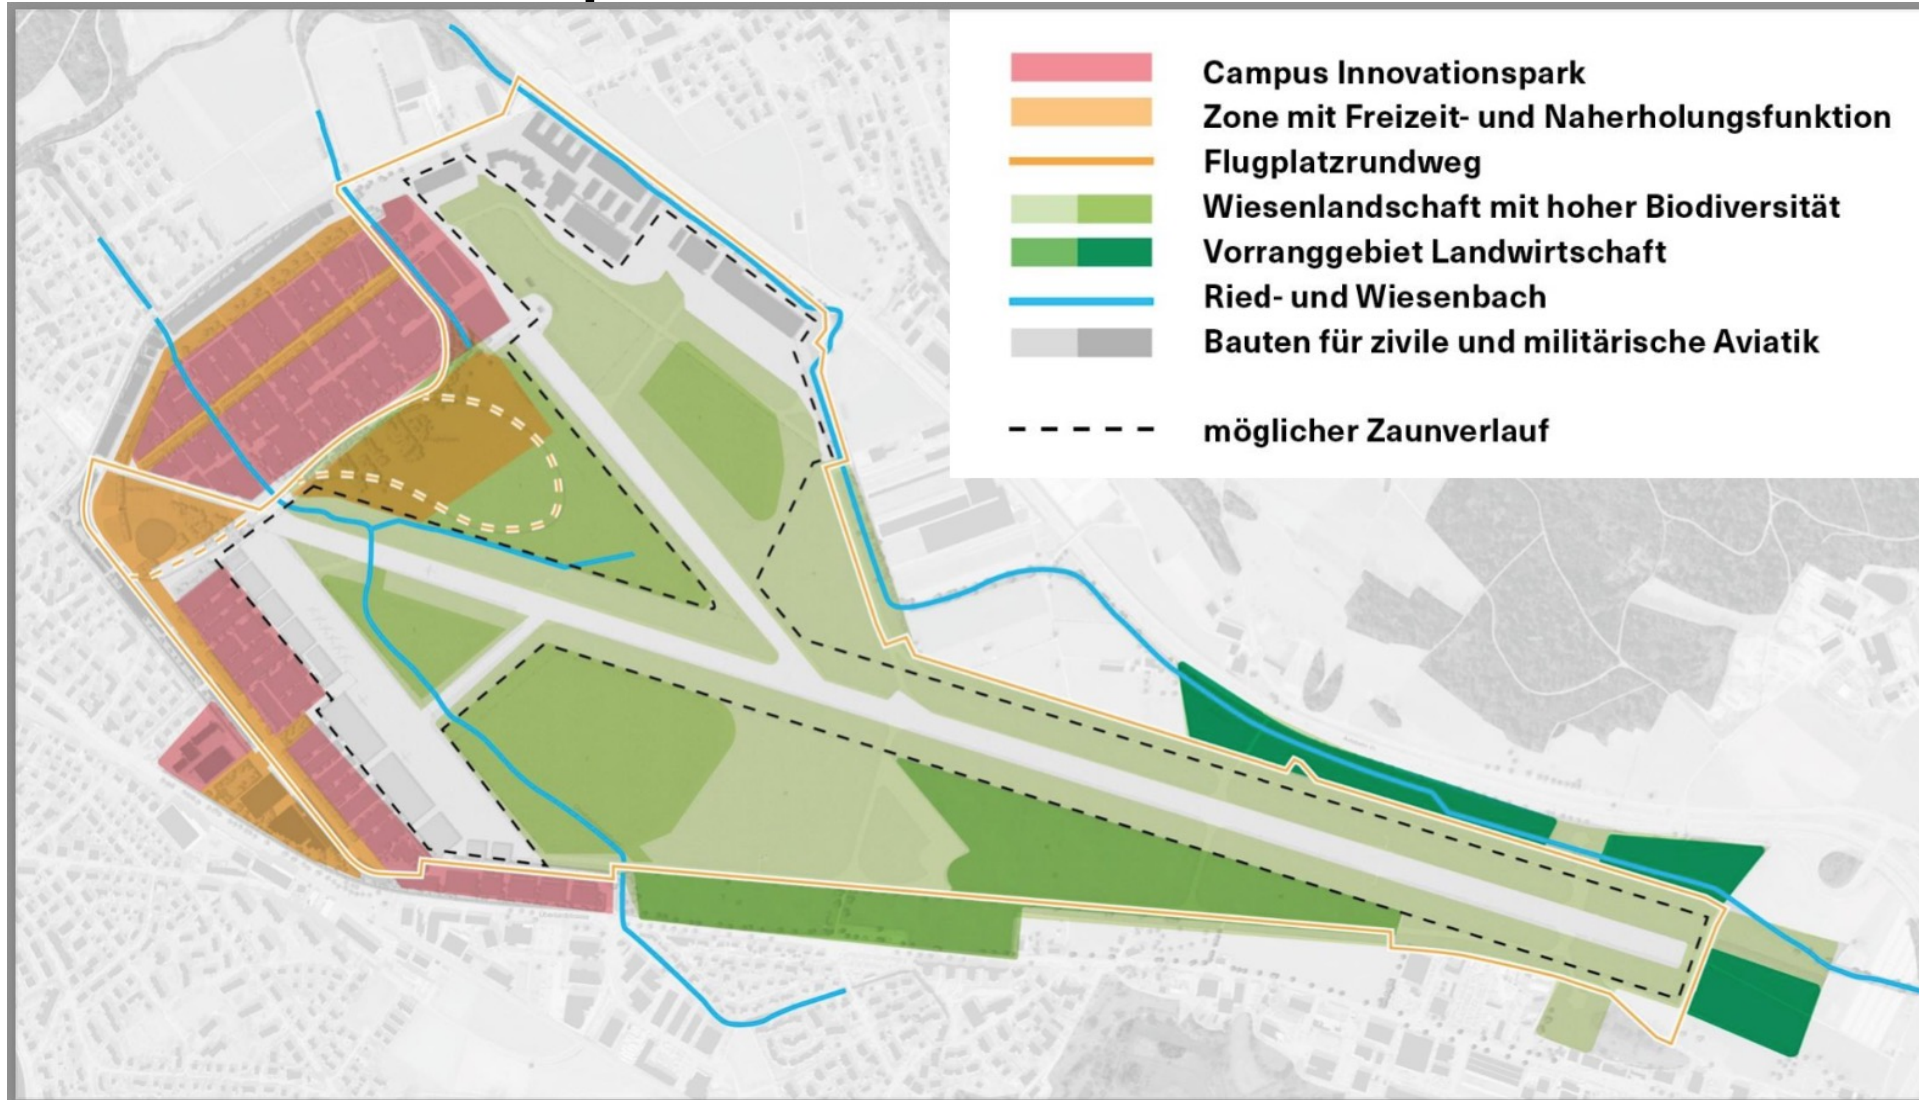 Campus Innovationspark
Zone mit Freizeit- und Naherholungsfunktion
Flugplatzrundweg
Wiesenlandschaft mit hoher Biodiversität
Vorranggebiet Landwirtschaft
Ried- und Wiesenbach
Bauten für zivile und militärische Aviatik
möglicher Zaunverlauf